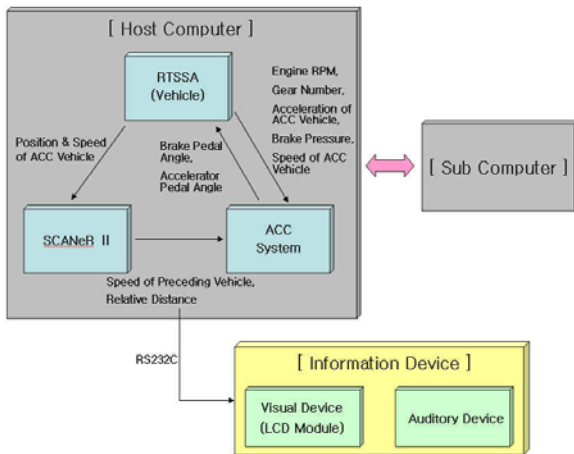 [ Host Computer ]
RTSSA
(Vehicle)
Engine RPM,
Gear Number,
Acceleration of
ACC Vehicle,
Brake Pressure,
Speed of ACC
Vehicle
Position & Speed
of ACC Vehicle
Brake Pedal
Angle,
Accelerator
Pedal Angle
[ Sub Computer ]
SCANeR II
ACC
System
Speed of Preceding Vehicle,
Relative Distance
RS232C
[ Information Device ]
Visual Device
(LCD Module)
Auditory Device